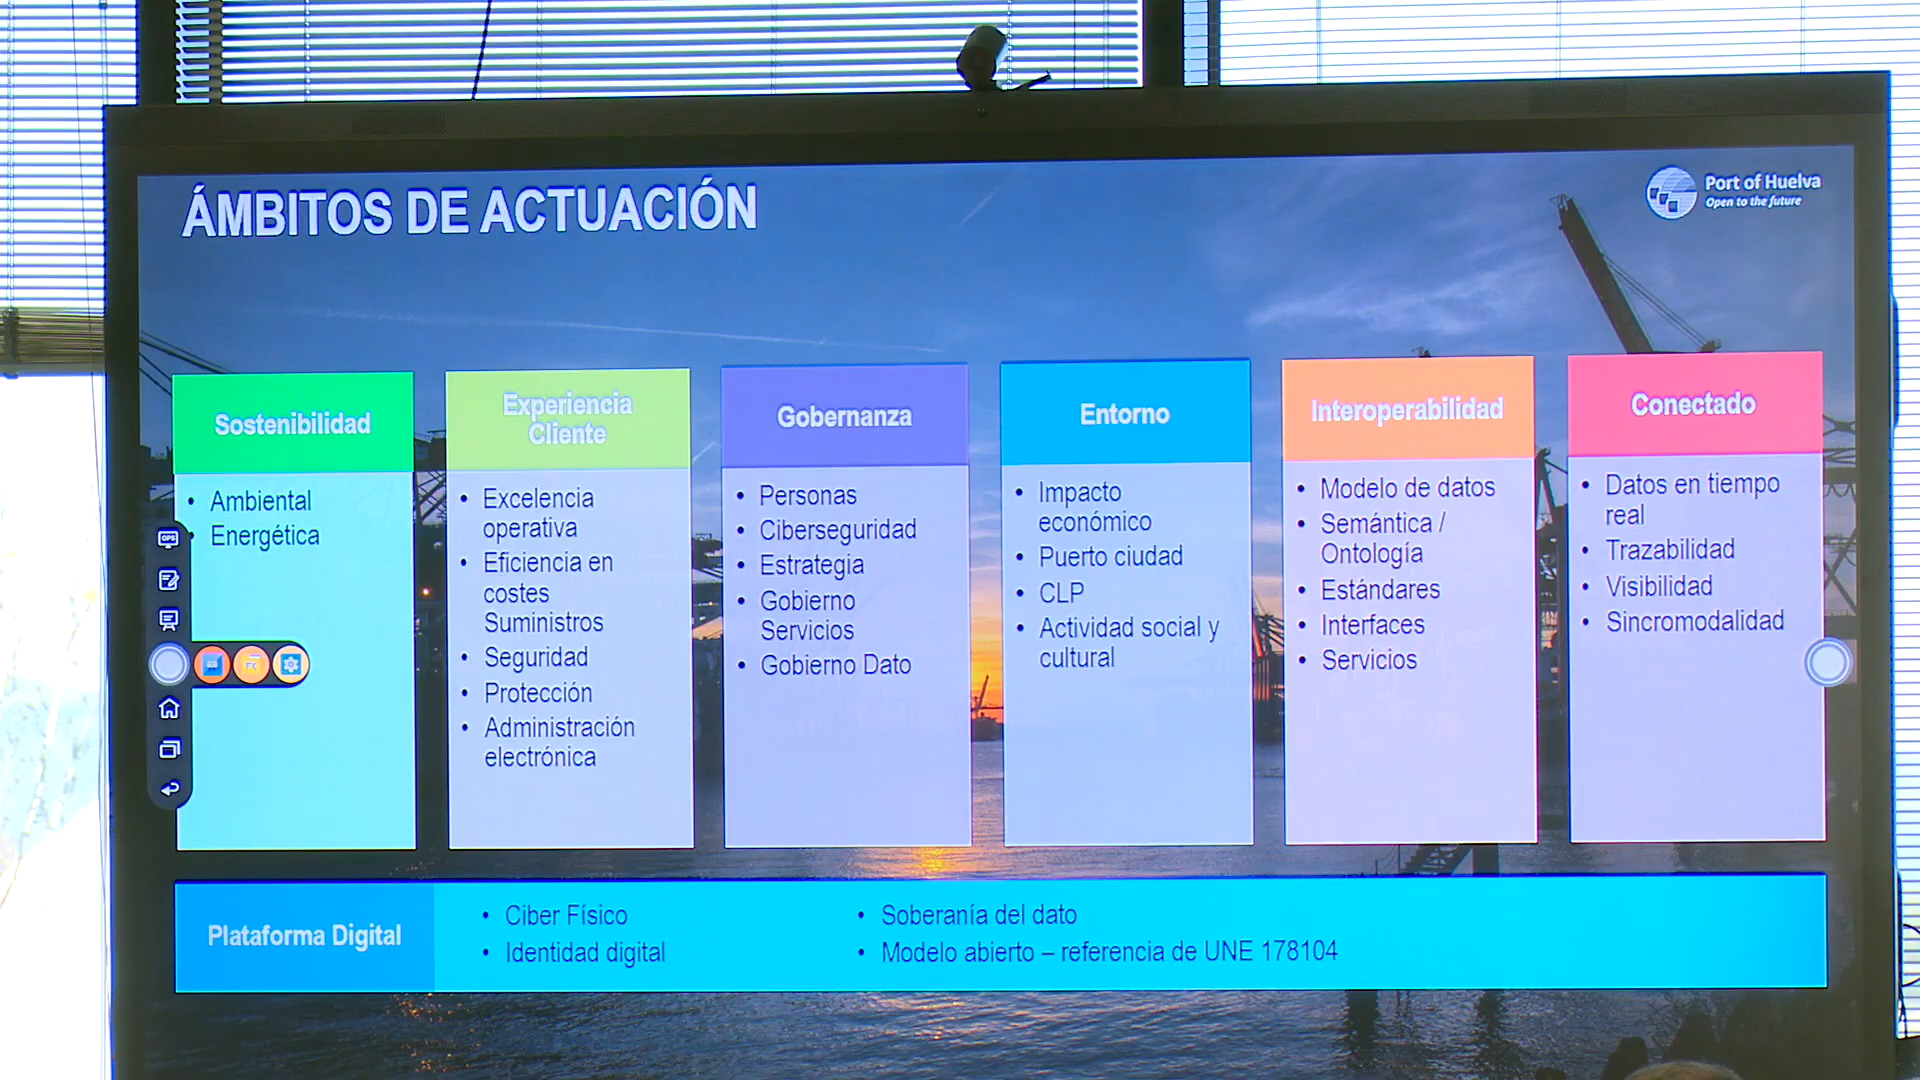 ÁMBITOS DE ACTUACIÓN
Port of Huelva
Open to the future
Sostenibilidad
• Ambiental
• Energética
Experiencia
Cliente
• Excelencia
operativa
• Eficiencia en
costes
Suministros
• Seguridad
• Protección
• Administración
electrónica
Gobernanza
• Personas
• Ciberseguridad
• Estrategia
• Gobierno
Servicios
• Gobierno Dato
Entorno
• Impacto
económico
• Puerto ciudad
• CLP
• Actividad social y
cultural
Interoperabilidad
• Modelo de datos
• Semántica /
Ontología
• Estándares
• Interfaces
• Servicios
Conectado
• Datos en tiempo
real
• Trazabilidad
• Visibilidad
• Sincromodalidad
OPS
Plataforma Digital
• Ciber Físico
• Identidad digital
• Soberanía del dato
• Modelo abierto – referencia de UNE 178104